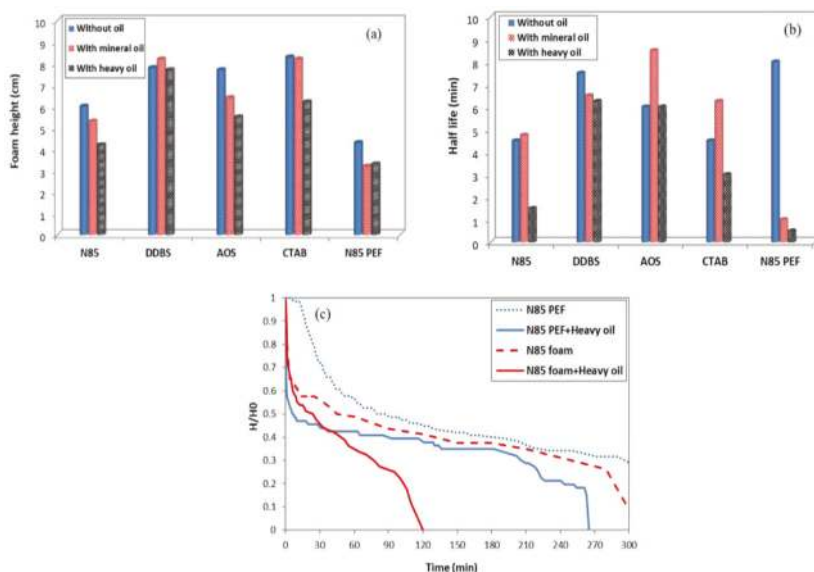 (a)
Without oil
With mineral oil
With heavy oil
Foam height (cm)
10
9
8
7
6
5
4
3
2
1
0
N85 DDBS AOS CTAB N85 PEF
(b)
Without oil
With mineral oil
With heavy oil
Half life (min)
10
9
8
7
6
5
4
3
2
1
0
N85 DDBS AOS CTAB N85 PEF
(c)
N85 PEF
N85 PEF+Heavy oil
N85 foam
N85 foam+Heavy oil
H/H0
1
0.9
0.8
0.7
0.6
0.5
0.4
0.3
0.2
0.1
0
0 30 60 90 120 150 180 210 240 270 300
Time (min)